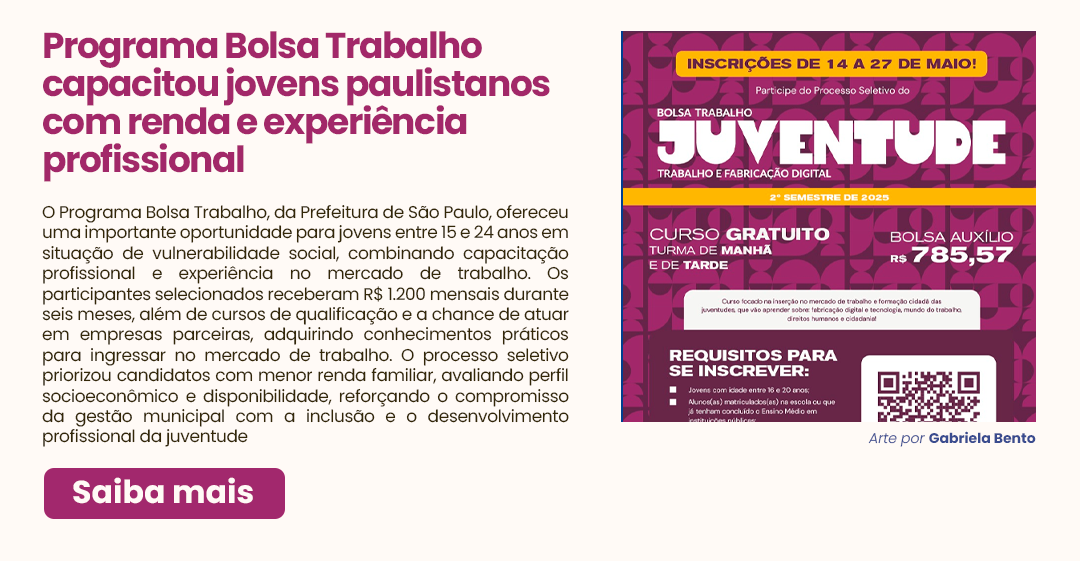 Programa Bolsa Trabalho
capacitou jovens paulistanos
com renda e experiência
profissional
O Programa Bolsa Trabalho, da Prefeitura de São Paulo, ofereceu
uma importante oportunidade para jovens entre 15 e 24 anos em
situação de vulnerabilidade social, combinando capacitação
profissional e experiência no mercado de trabalho. Os
participantes selecionados receberam R$ 1.200 mensais durante
seis meses, além de cursos de qualificação e a chance de atuar
em empresas parceiras, adquirindo conhecimentos práticos
para ingressar no mercado de trabalho. O processo seletivo
priorizou candidatos com menor renda familiar, avaliando perfil
socioeconômico e disponibilidade, reforçando o compromisso
da gestão municipal com a inclusão e o desenvolvimento
profissional da juventude
Saiba mais
INSCRIÇÕES DE 14 A 27 DE MAIO!
Participe do Processo Seletivo do
BOLSA TRABALHO
JUVENTUDE
TRABALHO E FABRICAÇÃO DIGITAL
2º SEMESTRE DE 2025
CURSO GRATUITO
TURMA DE MANHÃ
E DE TARDE
BOLSA AUXÍLIO
R$ 785,57
Curso focado na inserção no mercado de trabalho e formação cidadã das
juventudes, que vão aprender sobre: fabricação digital e tecnologia, mundo do trabalho,
direitos humanos e cidadania!
REQUISITOS PARA
SE INSCREVER:
Jovens com idade entre 16 e 20 anos;
Alunos(as) matriculados(as) na escola ou que
já tenham concluído o Ensino Médio em
instituições públicas;
Arte por Gabriela Bento